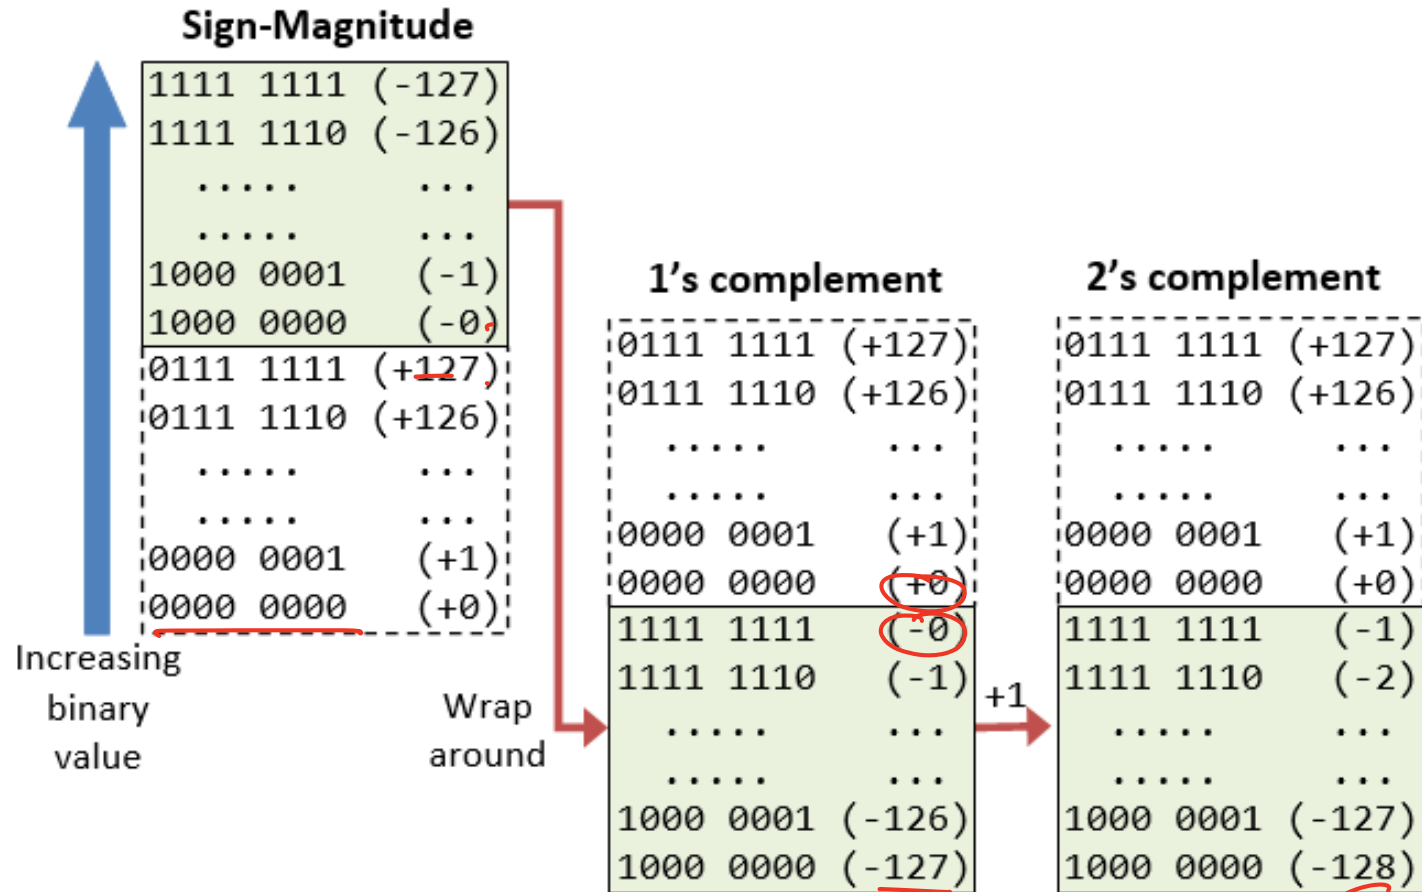 Sign-Magnitude
1111 1111 (-127)
1111 1110 (-126)
..... ...
..... ...
1000 0001 (-1)
1000 0000 (-0)
0111 1111 (+127)
0111 1110 (+126)
..... ...
..... ...
0000 0001 (+1)
0000 0000 (+0)
Increasing
binary
value
Wrap
around
1's complement
0111 1111 (+127)
0111 1110 (+126)
..... ...
..... ...
0000 0001 (+1)
0000 0000 (+0)
1111 1111 (-0)
1111 1110 (-1)
..... ...
..... ...
1000 0001 (-126)
1000 0000 (-127)
+1
2's complement
0111 1111 (+127)
0111 1110 (+126)
..... ...
..... ...
0000 0001 (+1)
0000 0000 (+0)
1111 1111 (-1)
1111 1110 (-2)
..... ...
..... ...
1000 0001 (-127)
1000 0000 (-128)